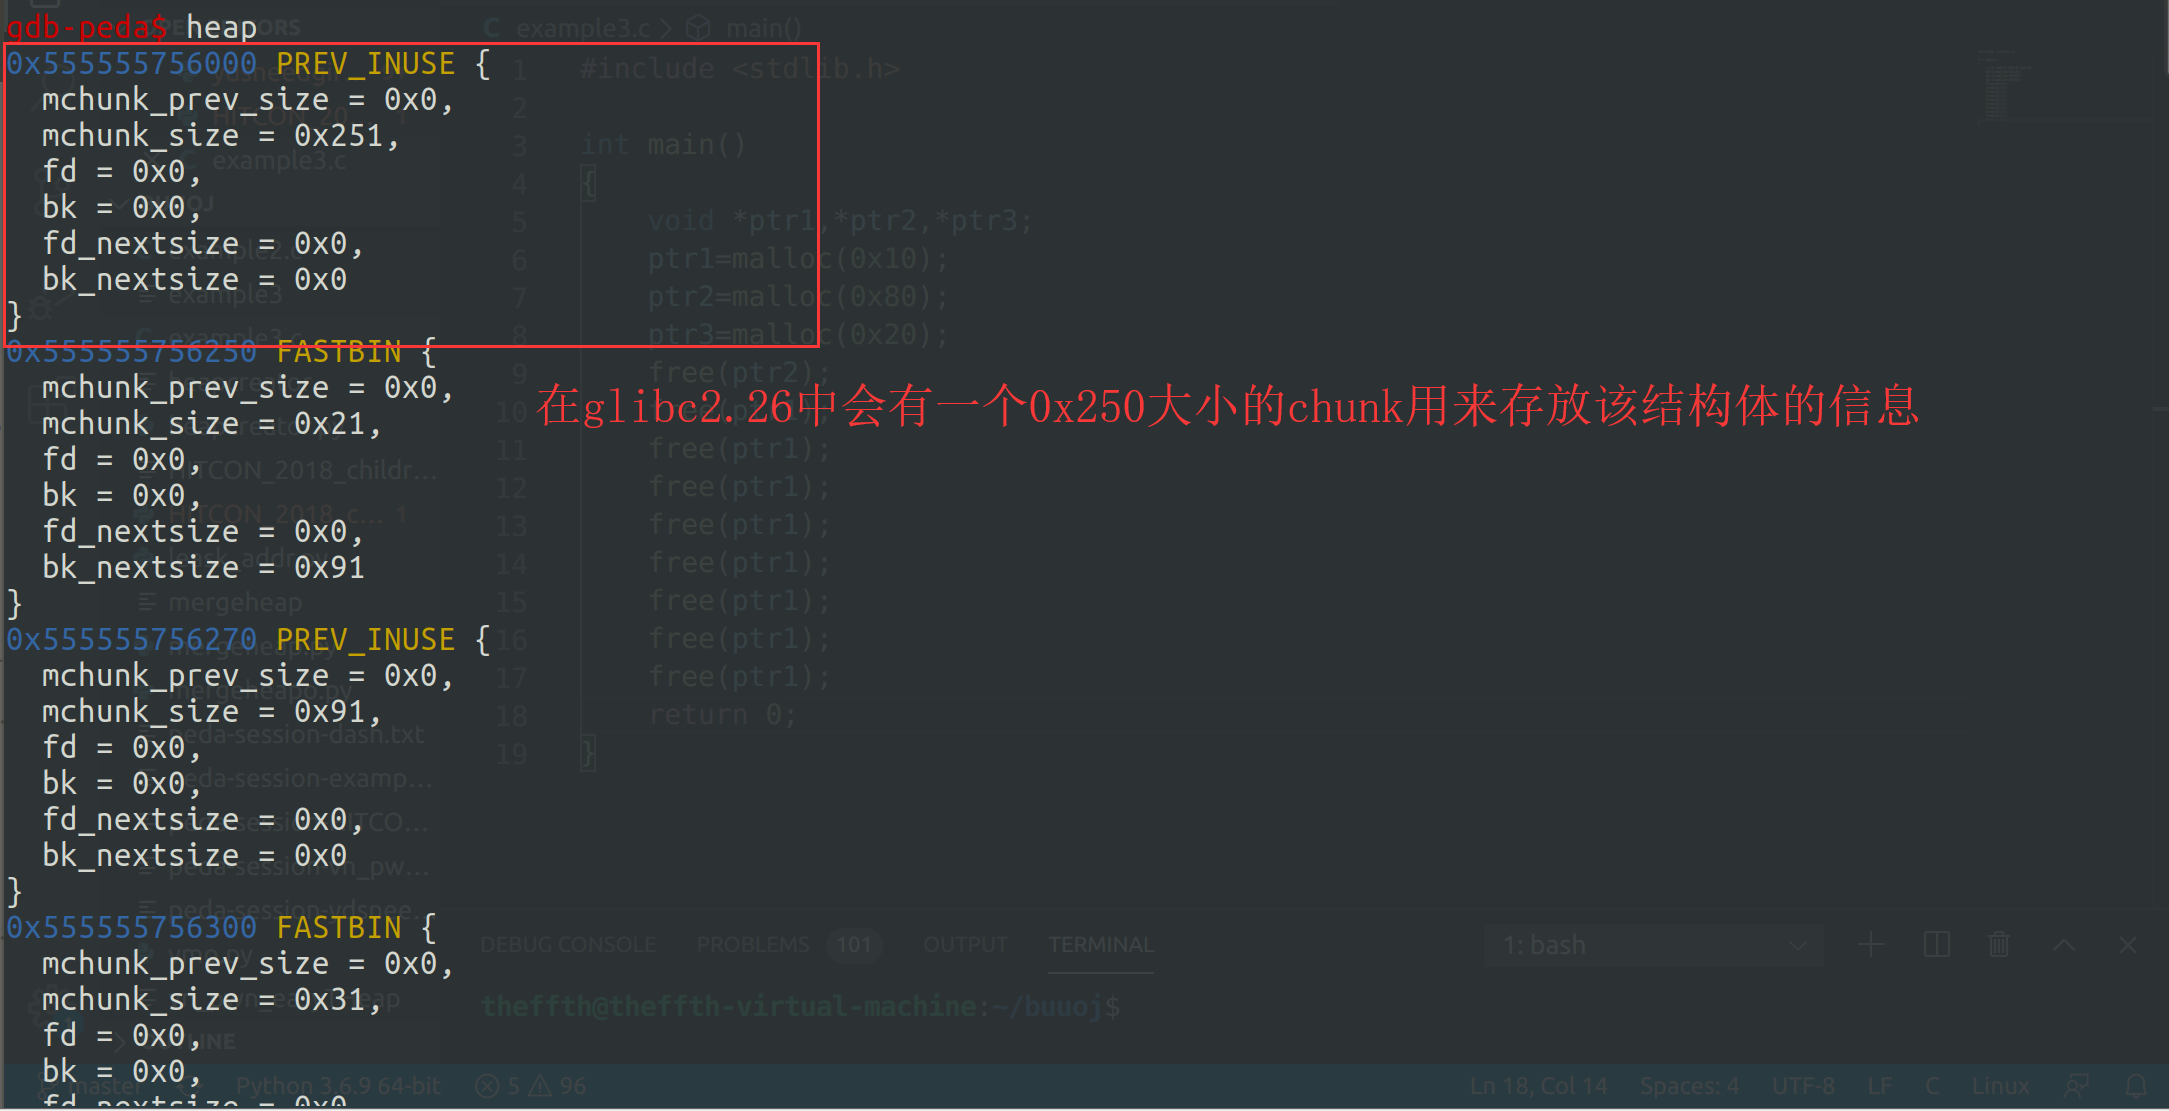 gdb-peda$ heap
0x555555756000 PREV_INUSE {
mchunk_prev_size = 0x0,
mchunk_size = 0x251,
fd = 0x0,
bk = 0x0,
fd_nextsize = 0x0,
bk_nextsize = 0x0
}
0x555555756250 FASTBIN {
mchunk_prev_size = 0x0,
mchunk_size = 0x21,
fd = 0x0,
bk = 0x0,
fd_nextsize = 0x0,
bk_nextsize = 0x91
}
0x555555756270 PREV_INUSE {
mchunk_prev_size = 0x0,
mchunk_size = 0x91,
fd = 0x0,
bk = 0x0,
fd_nextsize = 0x0,
bk_nextsize = 0x0
}
0x555555756300 FASTBIN {
mchunk_prev_size = 0x0,
mchunk_size = 0x31,
fd = 0x0,
bk = 0x0,
fd_nextsize = 0x0
在glibc2.26中会有一个0x250大小的chunk用来存放该结构体的信息
example3.c
example3
mergeheap
C example3.c > main()
1 #include <stdlib.h>
2
3 int main()
4 {
5 void *ptr1,*ptr2,*ptr3;
6 ptr1=malloc(0x10);
7 ptr2=malloc(0x80);
8 ptr3=malloc(0x20);
9 free(ptr2);
10
11 free(ptr1);
12 free(ptr1);
13 free(ptr1);
14 free(ptr1);
15 free(ptr1);
16 free(ptr1);
17 free(ptr1);
18 return 0;
19 }
DEBUG CONSOLE PROBLEMS 101 OUTPUT TERMINAL 1: bash
theffth@theffth-virtual-machine:~/buuoj$
master Python 3.6.9 64-bit 5 96 Ln 18, Col 14 Spaces: 4 UTF-8 LF C Linux